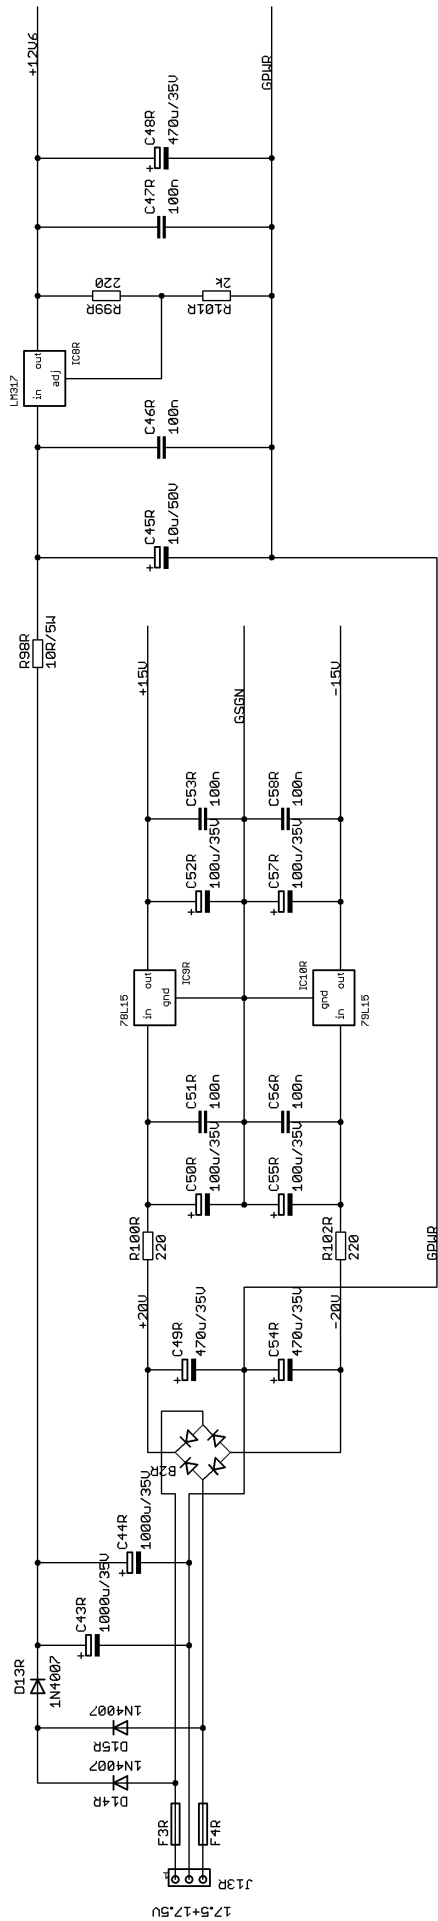 +12V6
GPWR
C48R
470u/35V
C47R
100n
220
R99R
2k
R101R
LM317
in
out
adj
IC8R
C46R
100n
C45R
10u/50V
R98R
10R/5W
+15V
GSGN
-15V
C53R
100n
C58R
100n
C52R
100u/35V
C57R
100u/35V
78L15
in
out
gnd
IC9R
IC10R
gnd
in
out
79L15
C51R
100n
C56R
100n
C50R
100u/35V
C55R
100u/35V
R100R
220
R102R
220
GPWR
+20V
-20V
C49R
470u/35V
C54R
470u/35V
B2R
C44R
1000u/35V
C43R
1000u/35V
D13R
1N4007
1N4007
D15R
1N4007
D14R
F3R
F4R
1
J13R
17.5+17.5V